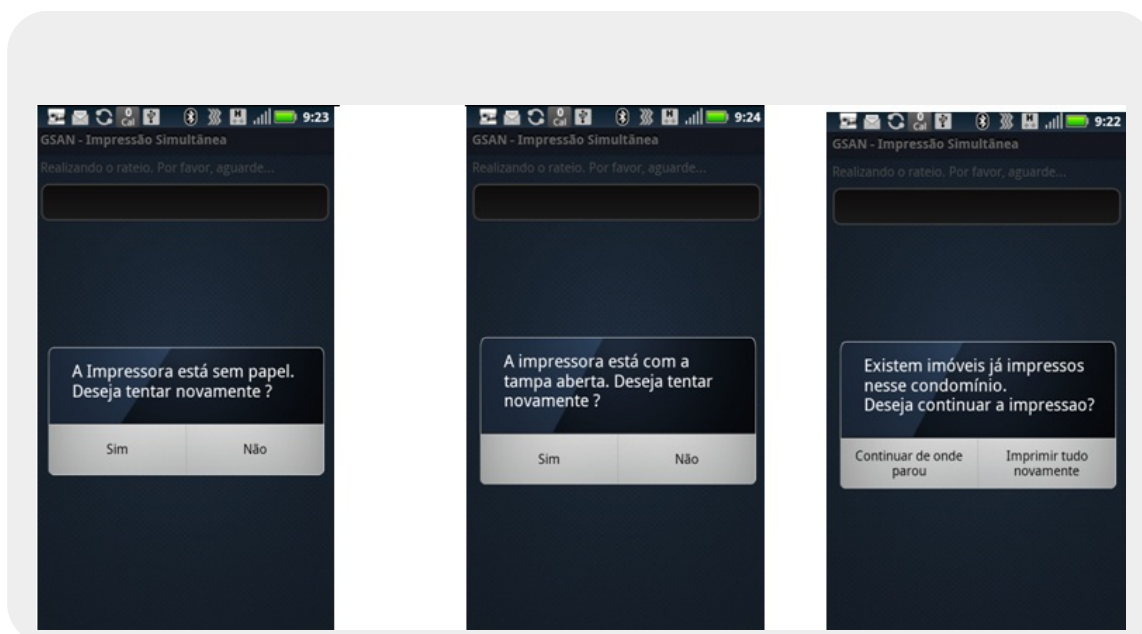 9:23
GSAN - Impressão Simultânea
Realizando o rateio. Por favor, aguarde...
A Impressora está sem papel.
Deseja tentar novamente ?
Sim
Não
9:24
GSAN - Impressão Simultânea
Realizando o rateio. Por favor, aguarde...
A impressora está com a
tampa aberta. Deseja tentar
novamente ?
Sim
Não
9:22
GSAN - Impressão Simultânea
Realizando o rateio. Por favor, aguarde...
Existem imóveis já impressos
nesse condomínio.
Deseja continuar a impressao?
Continuar de onde
parou
Imprimir tudo
novamente